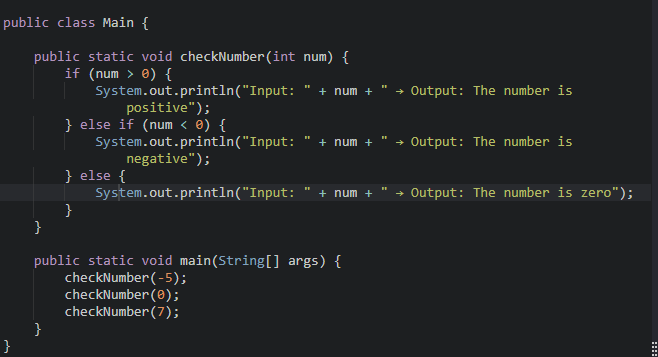 public class Main {
public static void checkNumber(int num) {
if (num > 0) {
System.out.println("Input: " + num + " → Output: The number is
positive");
} else if (num < 0) {
System.out.println("Input: " + num + " → Output: The number is
negative");
} else {
System.out.println("Input: " + num + " → Output: The number is zero");
}
}
public static void main(String[] args) {
checkNumber(-5);
checkNumber(0);
checkNumber(7);
}
}